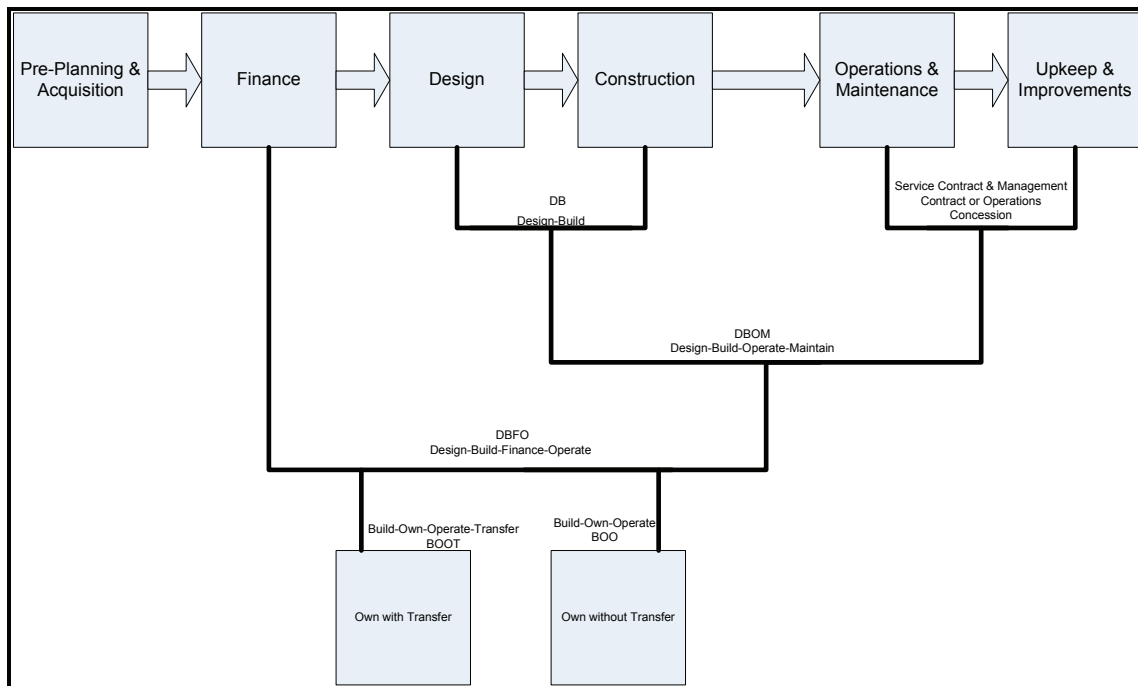 Pre-Planning &
Acquisition
Finance
Design
Construction
Operations &
Maintenance
Upkeep &
Improvements
DB
Design-Build
Service Contract & Management
Contract or Operations
Concession
DBOM
Design-Build-Operate-Maintain
DBFO
Design-Build-Finance-Operate
Build-Own-Operate-Transfer
BOOT
Build-Own-Operate
BOO
Own with Transfer
Own without Transfer